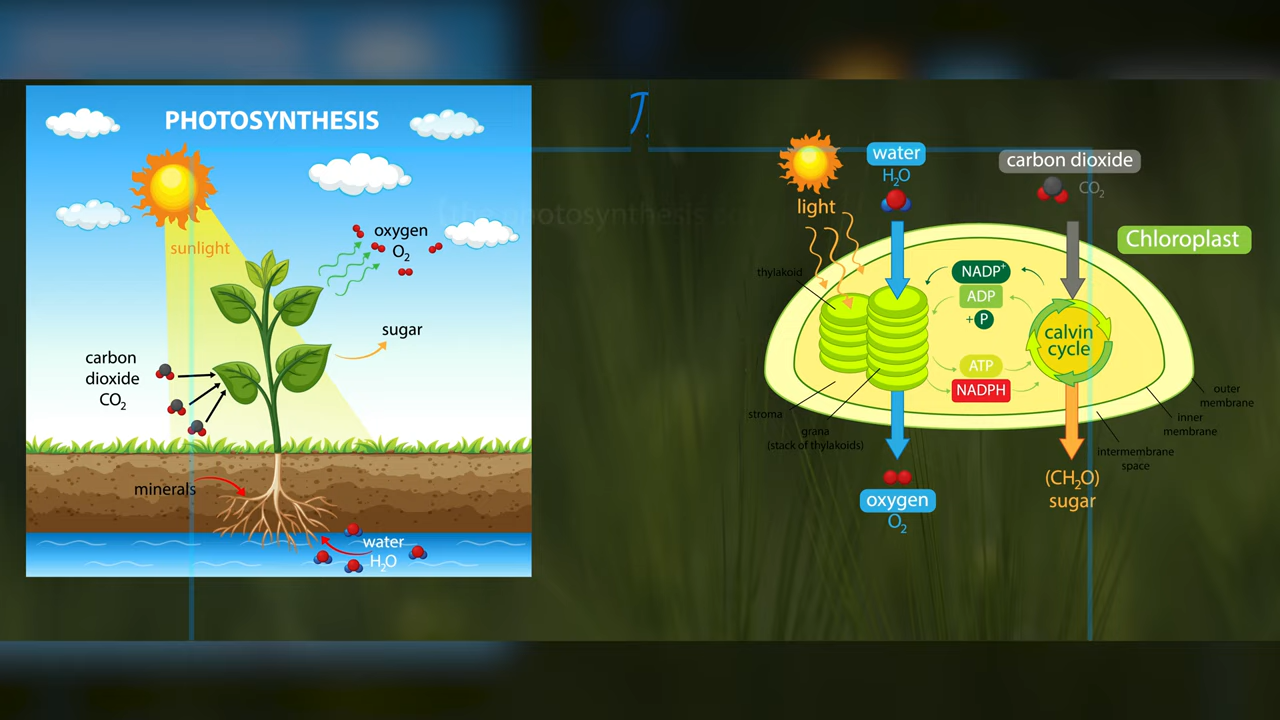 PHOTOSYNTHESIS
sunlight
oxygen
O₂
sugar
carbon
dioxide
CO₂
minerals
water
H₂O
light
water
H₂O
carbon dioxide
CO₂
Chloroplast
thylakoid
NADP⁺
ADP
+ P
calvin
cycle
ATP
NADPH
stroma
grana
(stack of thylakoids)
outer
membrane
inner
membrane
intermembrane
space
oxygen
O₂
(CH₂O)
sugar